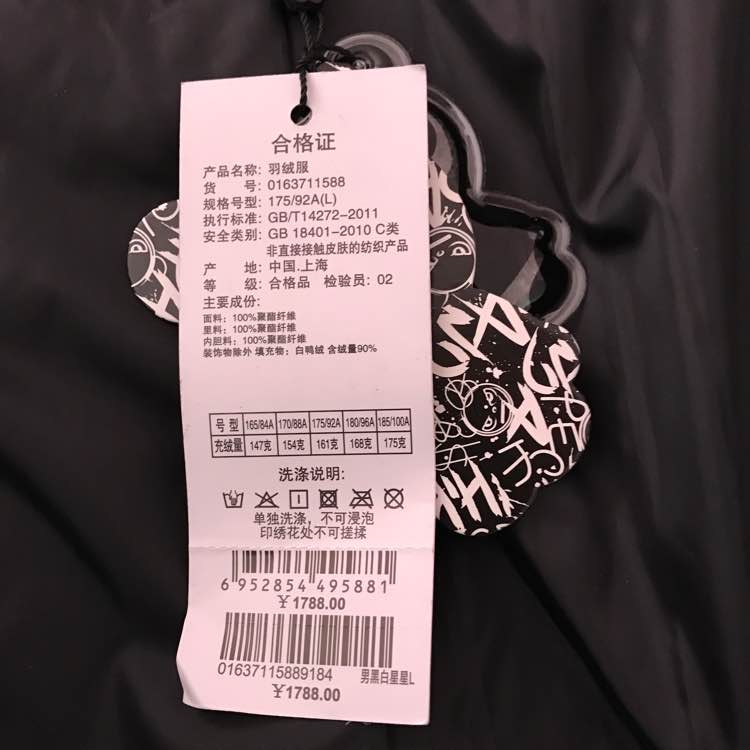 合格证
产品名称: 羽绒服
货 号: 0163711588
规格号型: 175/92A(L)
执行标准: GB/T14272-2011
安全类别: GB 18401-2010 C类
非直接接触皮肤的纺织产品
产 地: 中国.上海
等 级: 合格品 检验员: 02
主要成份:
面料: 100%聚酯纤维
里料: 100%聚酯纤维
内胆料: 100%聚酯纤维
装饰物除外 填充物: 白鸭绒 含绒量90%
号 型 165/84A 170/88A 175/92A 180/96A 185/100A
充绒量 147克 154克 161克 168克 175克
洗涤说明:
单独洗涤, 不可浸泡
印绣花处不可搓揉
6 952854 495881
￥1788.00
01637115889184 男黑白星星L
￥1788.00